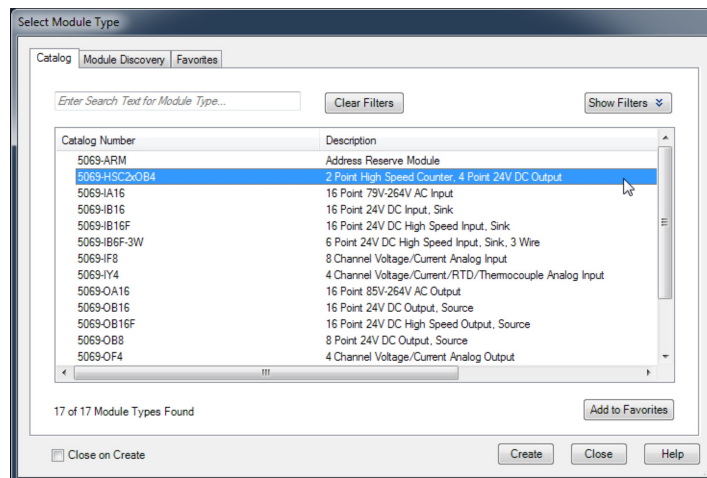 Select Module Type
Catalog Module Discovery Favorites
Enter Search Text for Module Type... Clear Filters Show Filters
Catalog Number Description
5069-ARM Address Reserve Module
5069-HSC2xOB4 2 Point High Speed Counter, 4 Point 24V DC Output
5069-IA16 16 Point 79V-264V AC Input
5069-IB16 16 Point 24V DC Input, Sink
5069-IB16F 16 Point 24V DC High Speed Input, Sink
5069-IB6F-3W 6 Point 24V DC High Speed Input, Sink, 3 Wire
5069-IF8 8 Channel Voltage/Current Analog Input
5069-IY4 4 Channel Voltage/Current/RTD/Thermocouple Analog Input
5069-OA16 16 Point 85V-264V AC Output
5069-OB16 16 Point 24V DC Output, Source
5069-OB16F 16 Point 24V DC High Speed Output, Source
5069-OB8 8 Point 24V DC Output, Source
5069-OF4 4 Channel Voltage/Current Analog Output
17 of 17 Module Types Found Add to Favorites
Close on Create Create Close Help